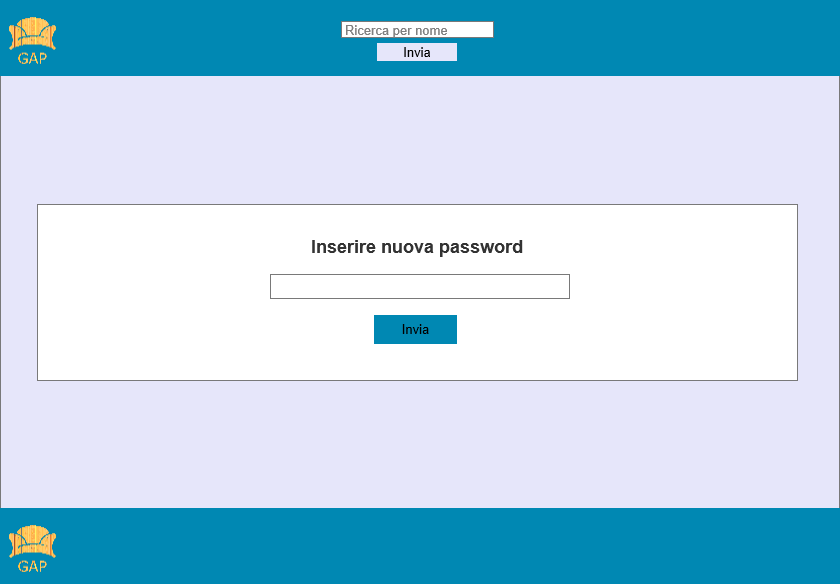 Ricerca per nome
Invia
GAP
Inserire nuova password
Invia
GAP